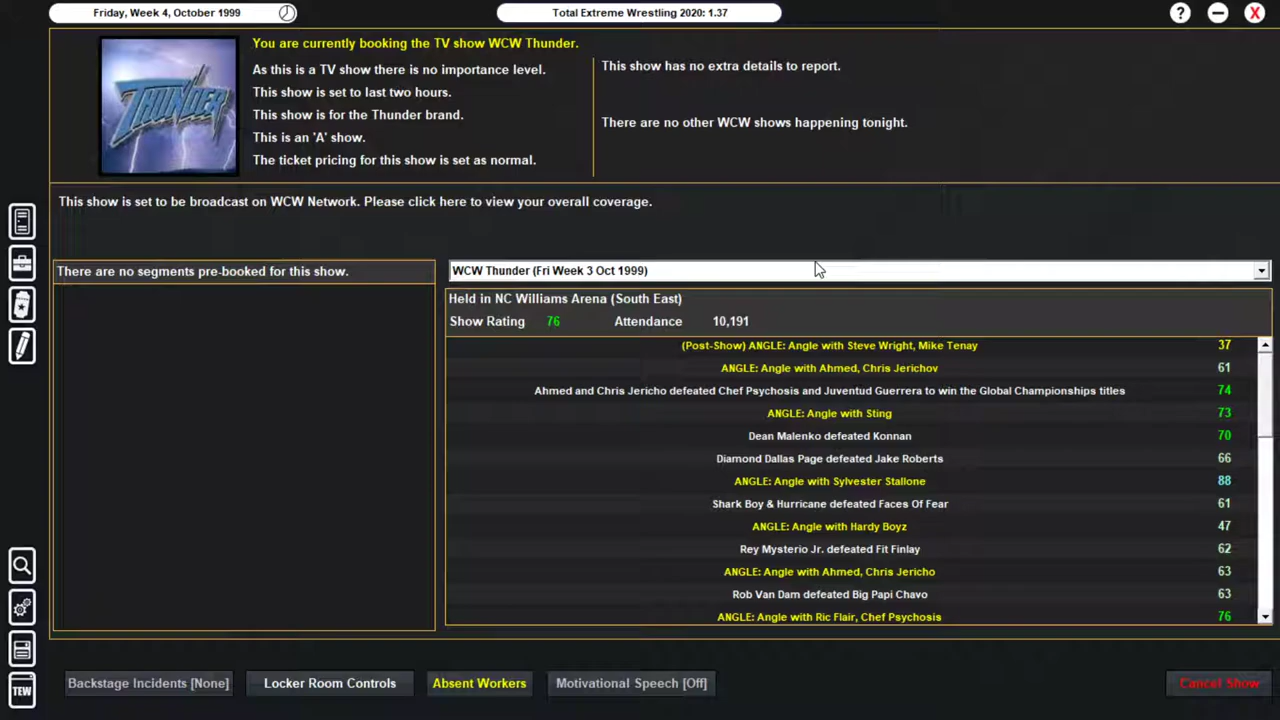 Friday, Week 4, October 1999
Total Extreme Wrestling 2020: 1.37
?
X
THUNDER
You are currently booking the TV show WCW Thunder.
As this is a TV show there is no importance level.
This show is set to last two hours.
This show is for the Thunder brand.
This is an 'A' show.
The ticket pricing for this show is set as normal.
This show has no extra details to report.
There are no other WCW shows happening tonight.
This show is set to be broadcast on WCW Network. Please click here to view your overall coverage.
There are no segments pre-booked for this show.
WCW Thunder (Fri Week 3 Oct 1999)
Held in NC Williams Arena (South East)
Show Rating 76 Attendance 10,191
(Post-Show) ANGLE: Angle with Steve Wright, Mike Tenay 37
ANGLE: Angle with Ahmed, Chris Jerichov 61
Ahmed and Chris Jericho defeated Chef Psychosis and Juventud Guerrera to win the Global Championships titles 74
ANGLE: Angle with Sting 73
Dean Malenko defeated Konnan 70
Diamond Dallas Page defeated Jake Roberts 66
ANGLE: Angle with Sylvester Stallone 88
Shark Boy & Hurricane defeated Faces Of Fear 61
ANGLE: Angle with Hardy Boyz 47
Rey Mysterio Jr. defeated Fit Finlay 62
ANGLE: Angle with Ahmed, Chris Jericho 63
Rob Van Dam defeated Big Papi Chavo 63
ANGLE: Angle with Ric Flair, Chef Psychosis 76
TEW
Backstage Incidents [None]
Locker Room Controls
Absent Workers
Motivational Speech [Off]
Cancel Show